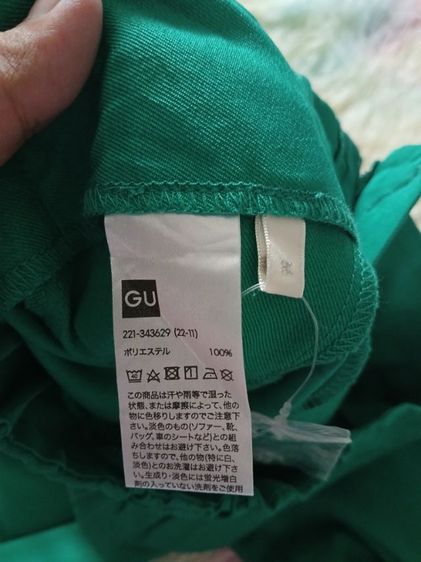 GU
221-343629 (22-11)
ポリエステル 100%
この商品は汗や雨等で湿った
状態、または摩擦によって、他の
物に色移りしますのでご注意下
さい。淡色のもの(ソファー、靴、
バッグ、車のシートなど)との組
み合わせはお避け下さい。色落
ちしますので、他の物(特に白、
淡色)とのお洗濯はお避け下さ
い。生成り・淡色には蛍光増白
剤の入っていない洗剤をご使用